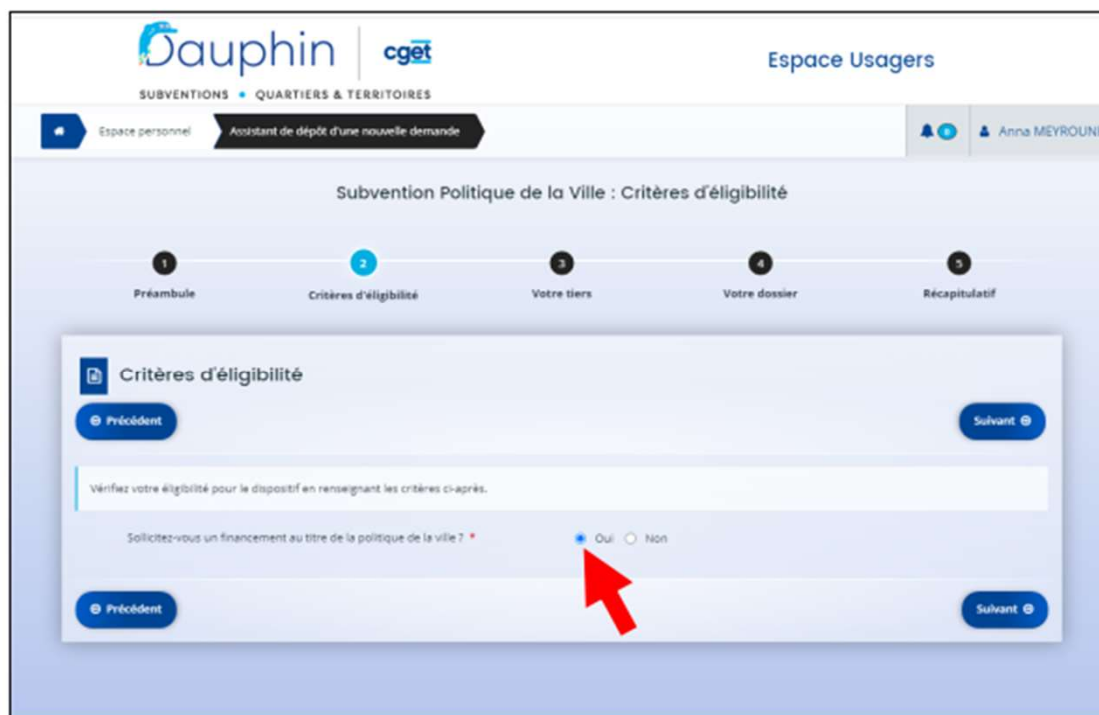 Dauphin
cget
Espace Usagers
SUBVENTIONS • QUARTIERS & TERRITOIRES
Espace personnel
Assistant de dépôt d'une nouvelle demande
0
Anna MEYROUN
Subvention Politique de la Ville : Critères d'éligibilité
1 2 3 4 5
Préambule Critères d'éligibilité Votre tiers Votre dossier Récapitulatif
Critères d'éligibilité
Précédent Suivant
Vérifiez votre éligibilité pour le dispositif en renseignant les critères ci-après.
Sollicitez-vous un financement au titre de la politique de la ville ? * Oui Non
Précédent Suivant